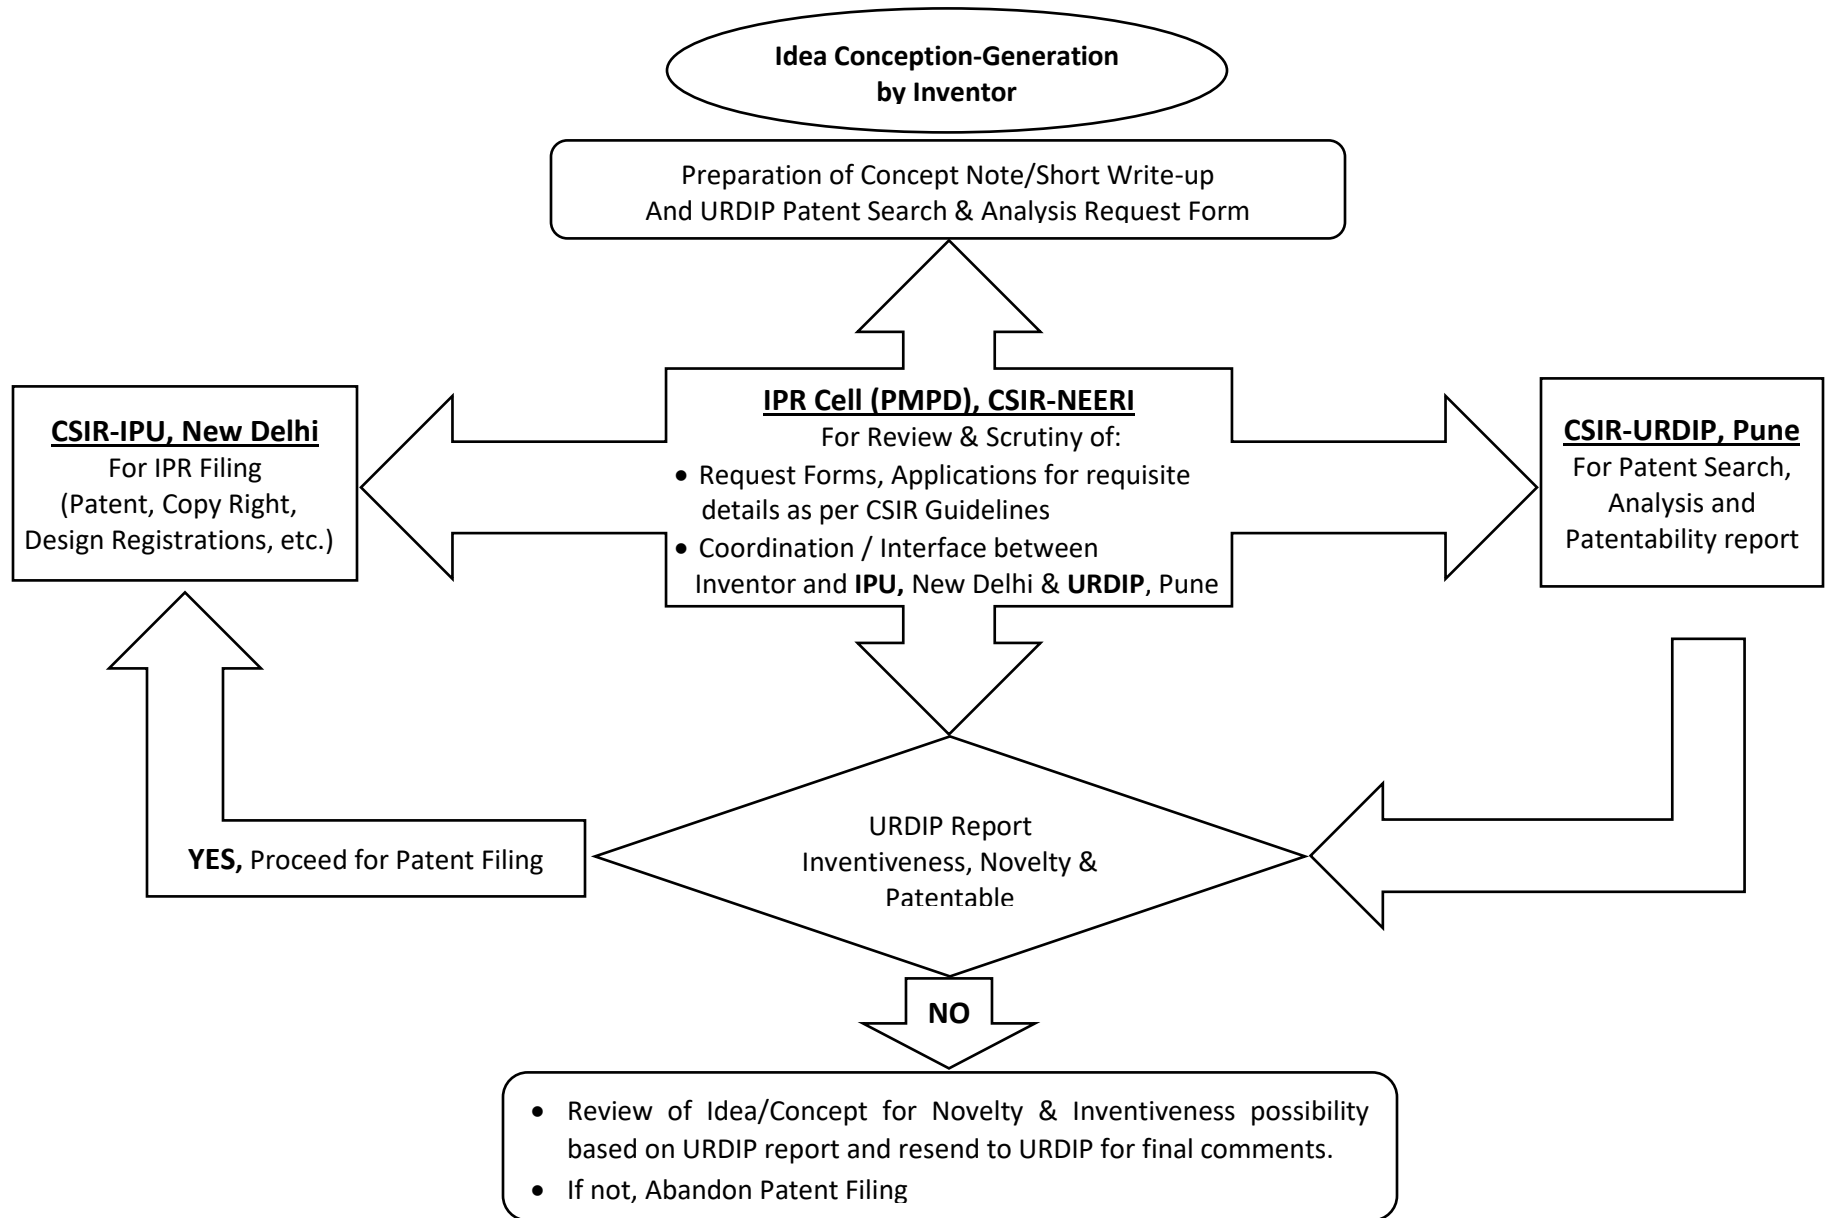 Idea Conception-Generation
by Inventor
Preparation of Concept Note/Short Write-up
And URDIP Patent Search & Analysis Request Form
CSIR-IPU, New Delhi
For IPR Filing
(Patent, Copy Right,
Design Registrations, etc.)
IPR Cell (PMPD), CSIR-NEERI
For Review & Scrutiny of:
• Request Forms, Applications for requisite
details as per CSIR Guidelines
• Coordination / Interface between
Inventor and IPU, New Delhi & URDIP, Pune
CSIR-URDIP, Pune
For Patent Search,
Analysis and
Patentability report
YES, Proceed for Patent Filing
URDIP Report
Inventiveness, Novelty &
Patentable
NO
• Review of Idea/Concept for Novelty & Inventiveness possibility
based on URDIP report and resend to URDIP for final comments.
• If not, Abandon Patent Filing